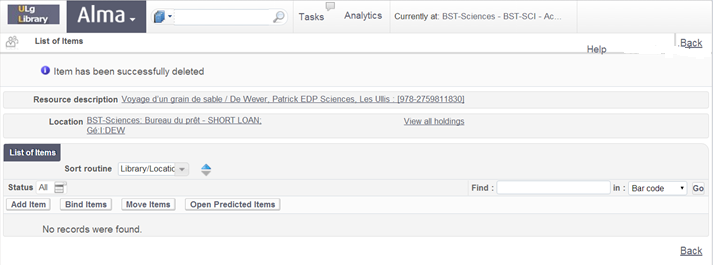 ULg Library
Alma
Tasks
Analytics
Currently at: BST-Sciences - BST-SCI - Ac...
List of Items
Help
Back
Item has been successfully deleted
Resource description Voyage d'un grain de sable / De Wever, Patrick EDP Sciences, Les Ulis : [978-2759811830]
Location BST-Sciences: Bureau du prêt - SHORT LOAN; View all holdings
Gé:I:DEW
List of Items
Sort routine Library/Locatic
Status All Find : in : Bar code Go
Add Item Bind Items Move Items Open Predicted Items
No records were found.
Back